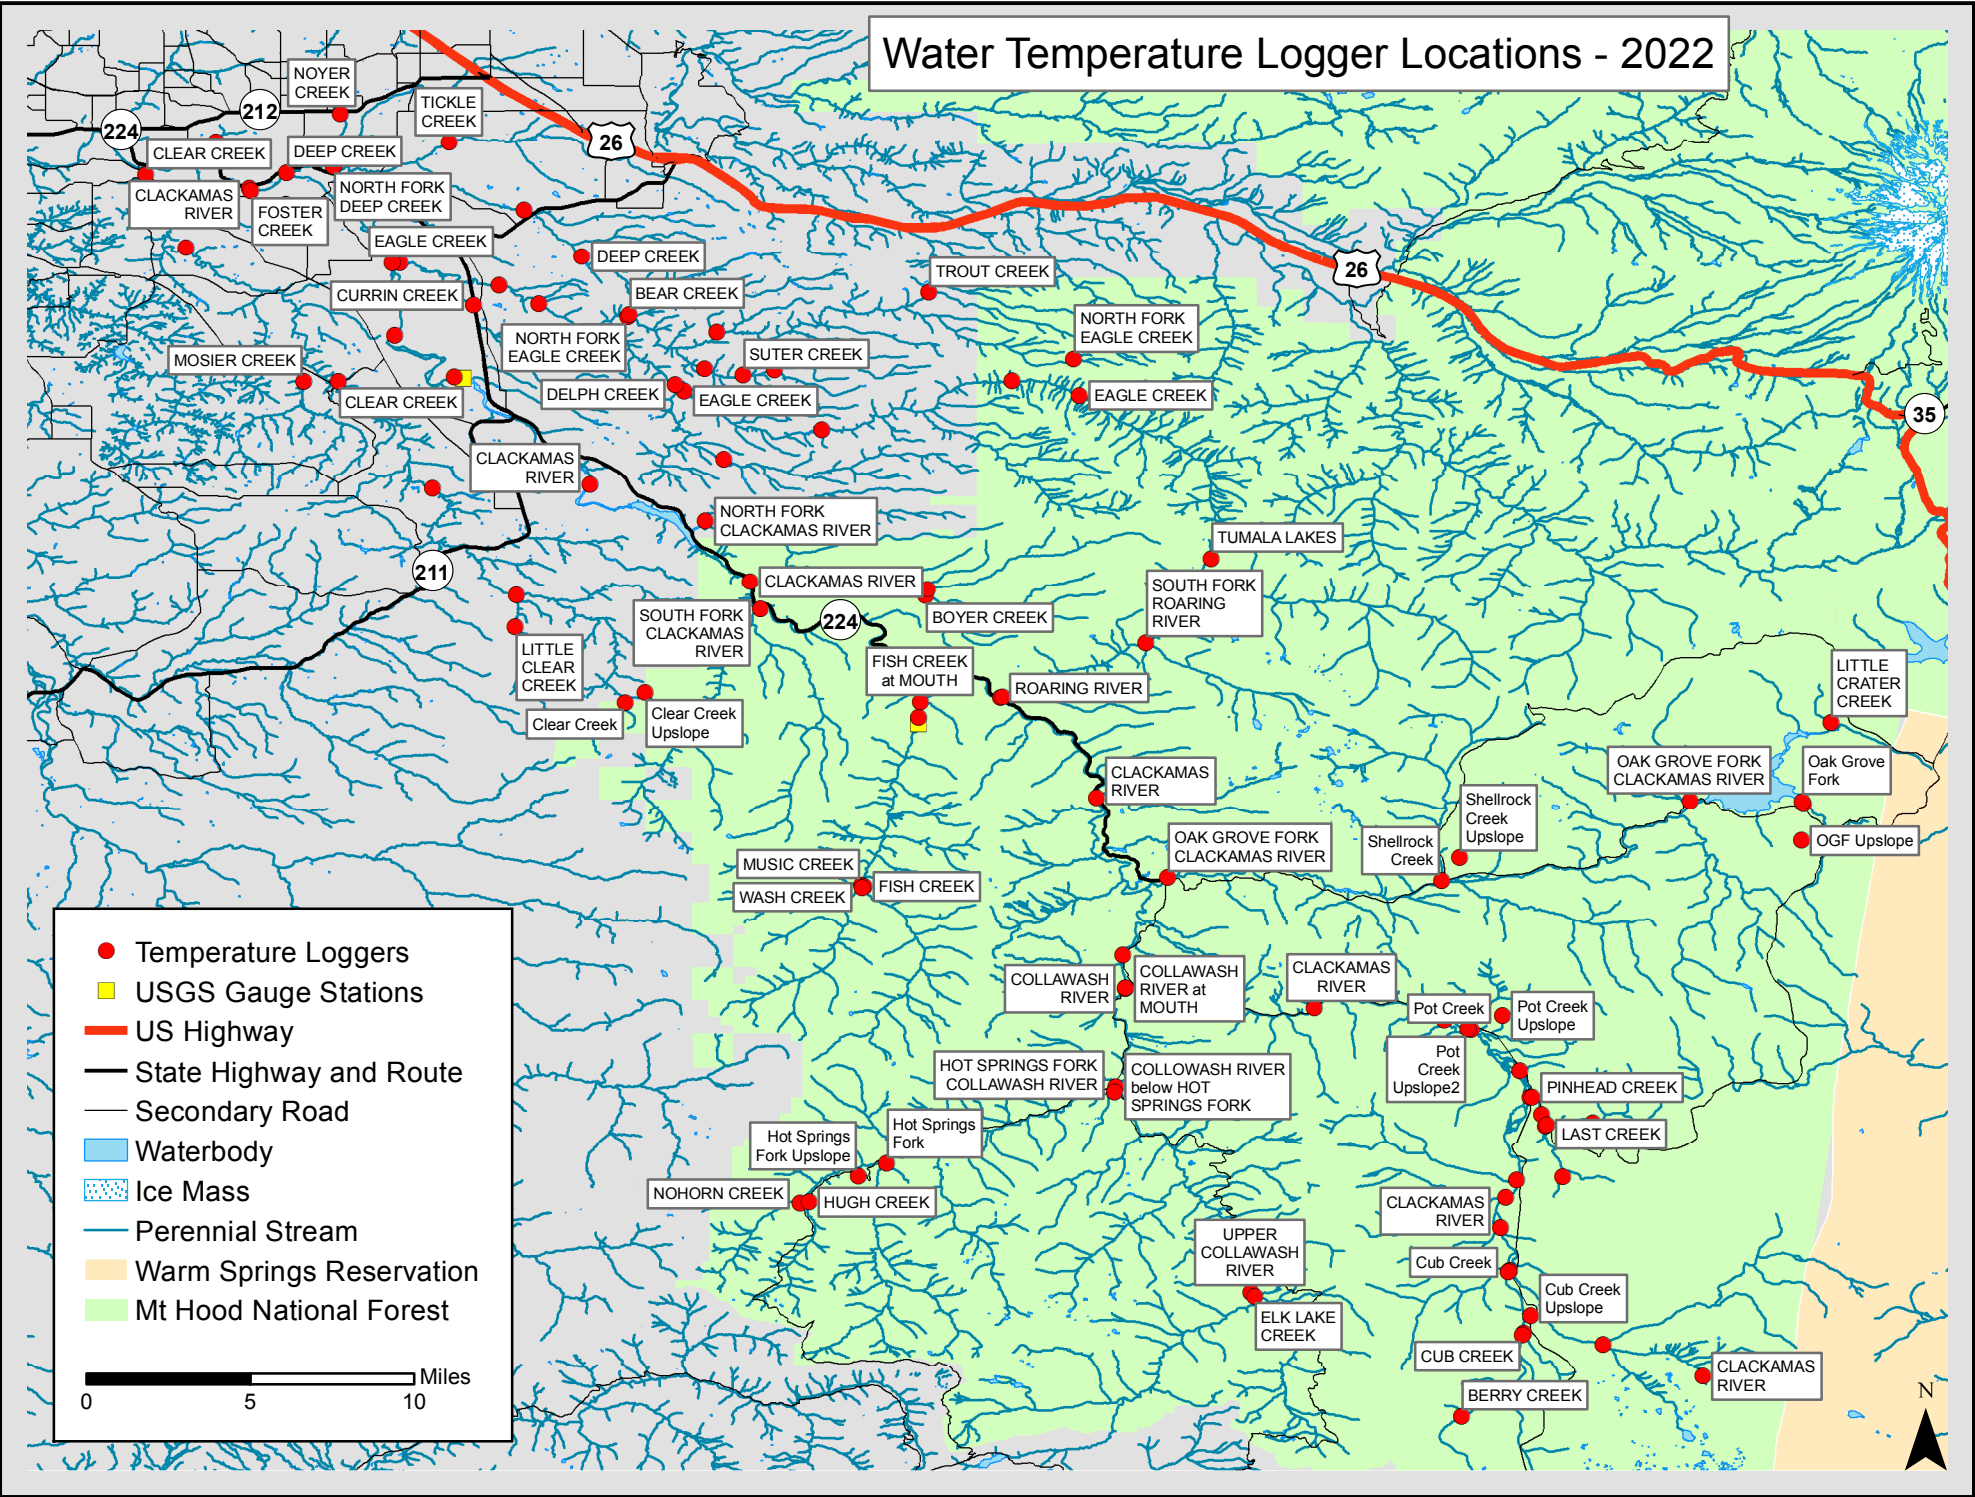 Water Temperature Logger Locations - 2022
NOYER
CREEK
TICKLE
CREEK
212
224
26
CLEAR CREEK
DEEP CREEK
CLACKAMAS
RIVER
FOSTER
CREEK
NORTH FORK
DEEP CREEK
EAGLE CREEK
DEEP CREEK
TROUT CREEK
26
CURRIN CREEK
BEAR CREEK
NORTH FORK
EAGLE CREEK
NORTH FORK
EAGLE CREEK
MOSIER CREEK
SUTER CREEK
CLEAR CREEK
DELPH CREEK
EAGLE CREEK
EAGLE CREEK
35
CLACKAMAS
RIVER
NORTH FORK
CLACKAMAS RIVER
TUMALA LAKES
211
CLACKAMAS RIVER
SOUTH FORK
ROARING
RIVER
SOUTH FORK
CLACKAMAS
RIVER
224
BOYER CREEK
LITTLE
CLEAR
CREEK
FISH CREEK
at MOUTH
ROARING RIVER
LITTLE
CRATER
CREEK
Clear Creek
Clear Creek
Upslope
OAK GROVE FORK
CLACKAMAS RIVER
Oak Grove
Fork
CLACKAMAS
RIVER
Shellrock
Creek
Upslope
OAK GROVE FORK
CLACKAMAS RIVER
Shellrock
Creek
OGF Upslope
MUSIC CREEK
WASH CREEK
FISH CREEK
COLLAWASH
RIVER
COLLAWASH
RIVER at
MOUTH
CLACKAMAS
RIVER
Pot Creek
Pot Creek
Upslope
Pot
Creek
Upslope2
HOT SPRINGS FORK
COLLAWASH RIVER
COLLOWASH RIVER
below HOT
SPRINGS FORK
PINHEAD CREEK
LAST CREEK
Hot Springs
Fork Upslope
Hot Springs
Fork
NOHORN CREEK
HUGH CREEK
CLACKAMAS
RIVER
UPPER
COLLAWASH
RIVER
Cub Creek
Cub Creek
Upslope
ELK LAKE
CREEK
CUB CREEK
CLACKAMAS
RIVER
BERRY CREEK
Temperature Loggers
USGS Gauge Stations
US Highway
State Highway and Route
Secondary Road
Waterbody
Ice Mass
Perennial Stream
Warm Springs Reservation
Mt Hood National Forest
Miles
0 5 10
N